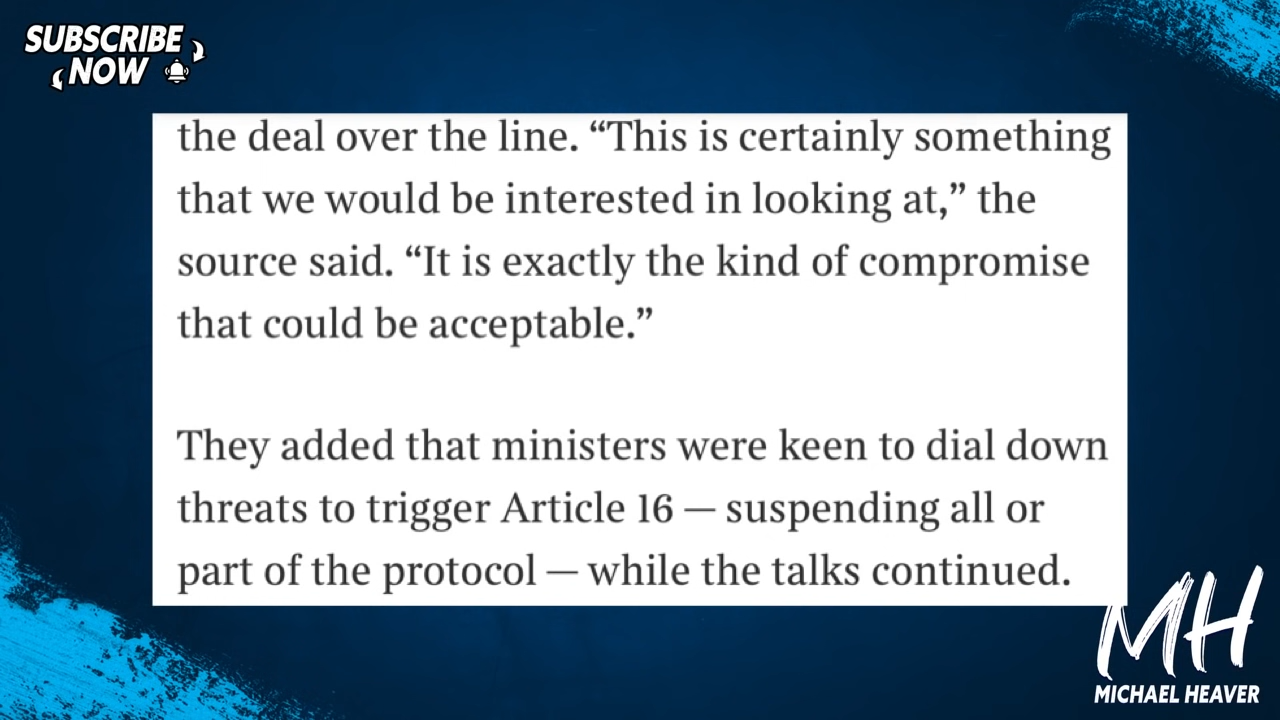 SUBSCRIBE
NOW
the deal over the line. “This is certainly something
that we would be interested in looking at,” the
source said. “It is exactly the kind of compromise
that could be acceptable.”
They added that ministers were keen to dial down
threats to trigger Article 16 — suspending all or
part of the protocol — while the talks continued.
MH
MICHAEL HEAVER